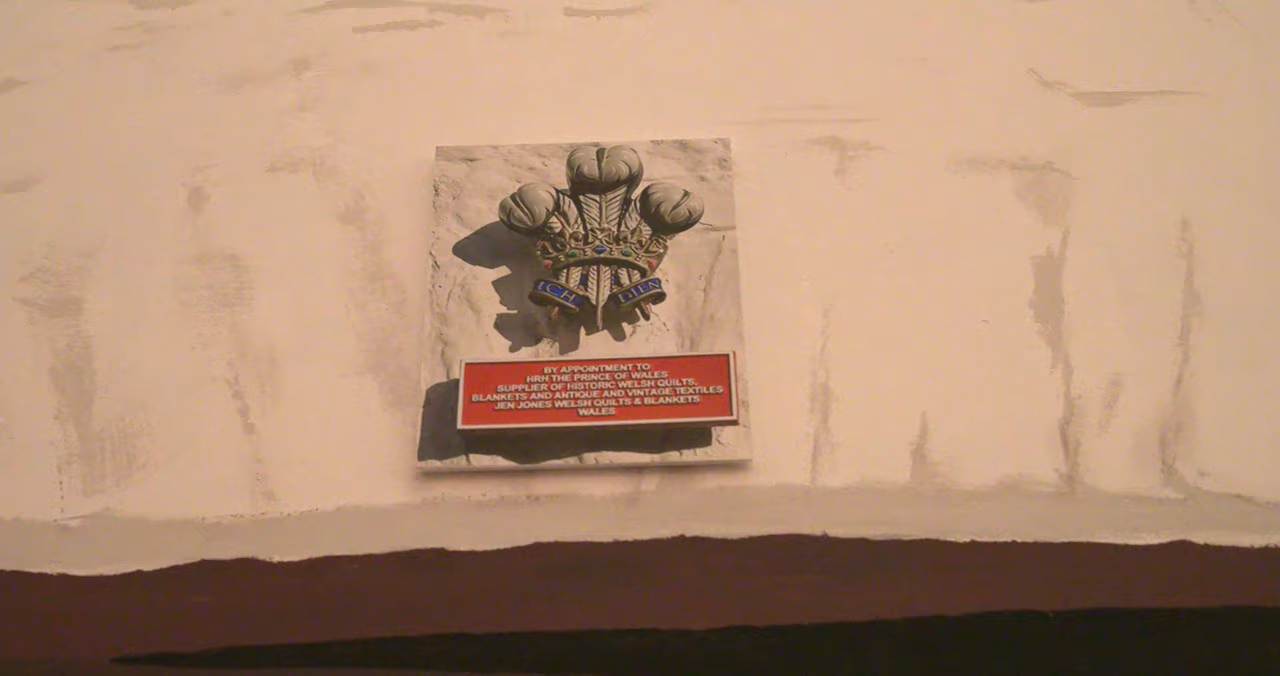 ICH DIEN
BY APPOINTMENT TO
HRH THE PRINCE OF WALES
SUPPLIER OF HISTORIC WELSH QUILTS,
BLANKETS AND ANTIQUE AND VINTAGE TEXTILES
JEN JONES WELSH QUILTS & BLANKETS
WALES